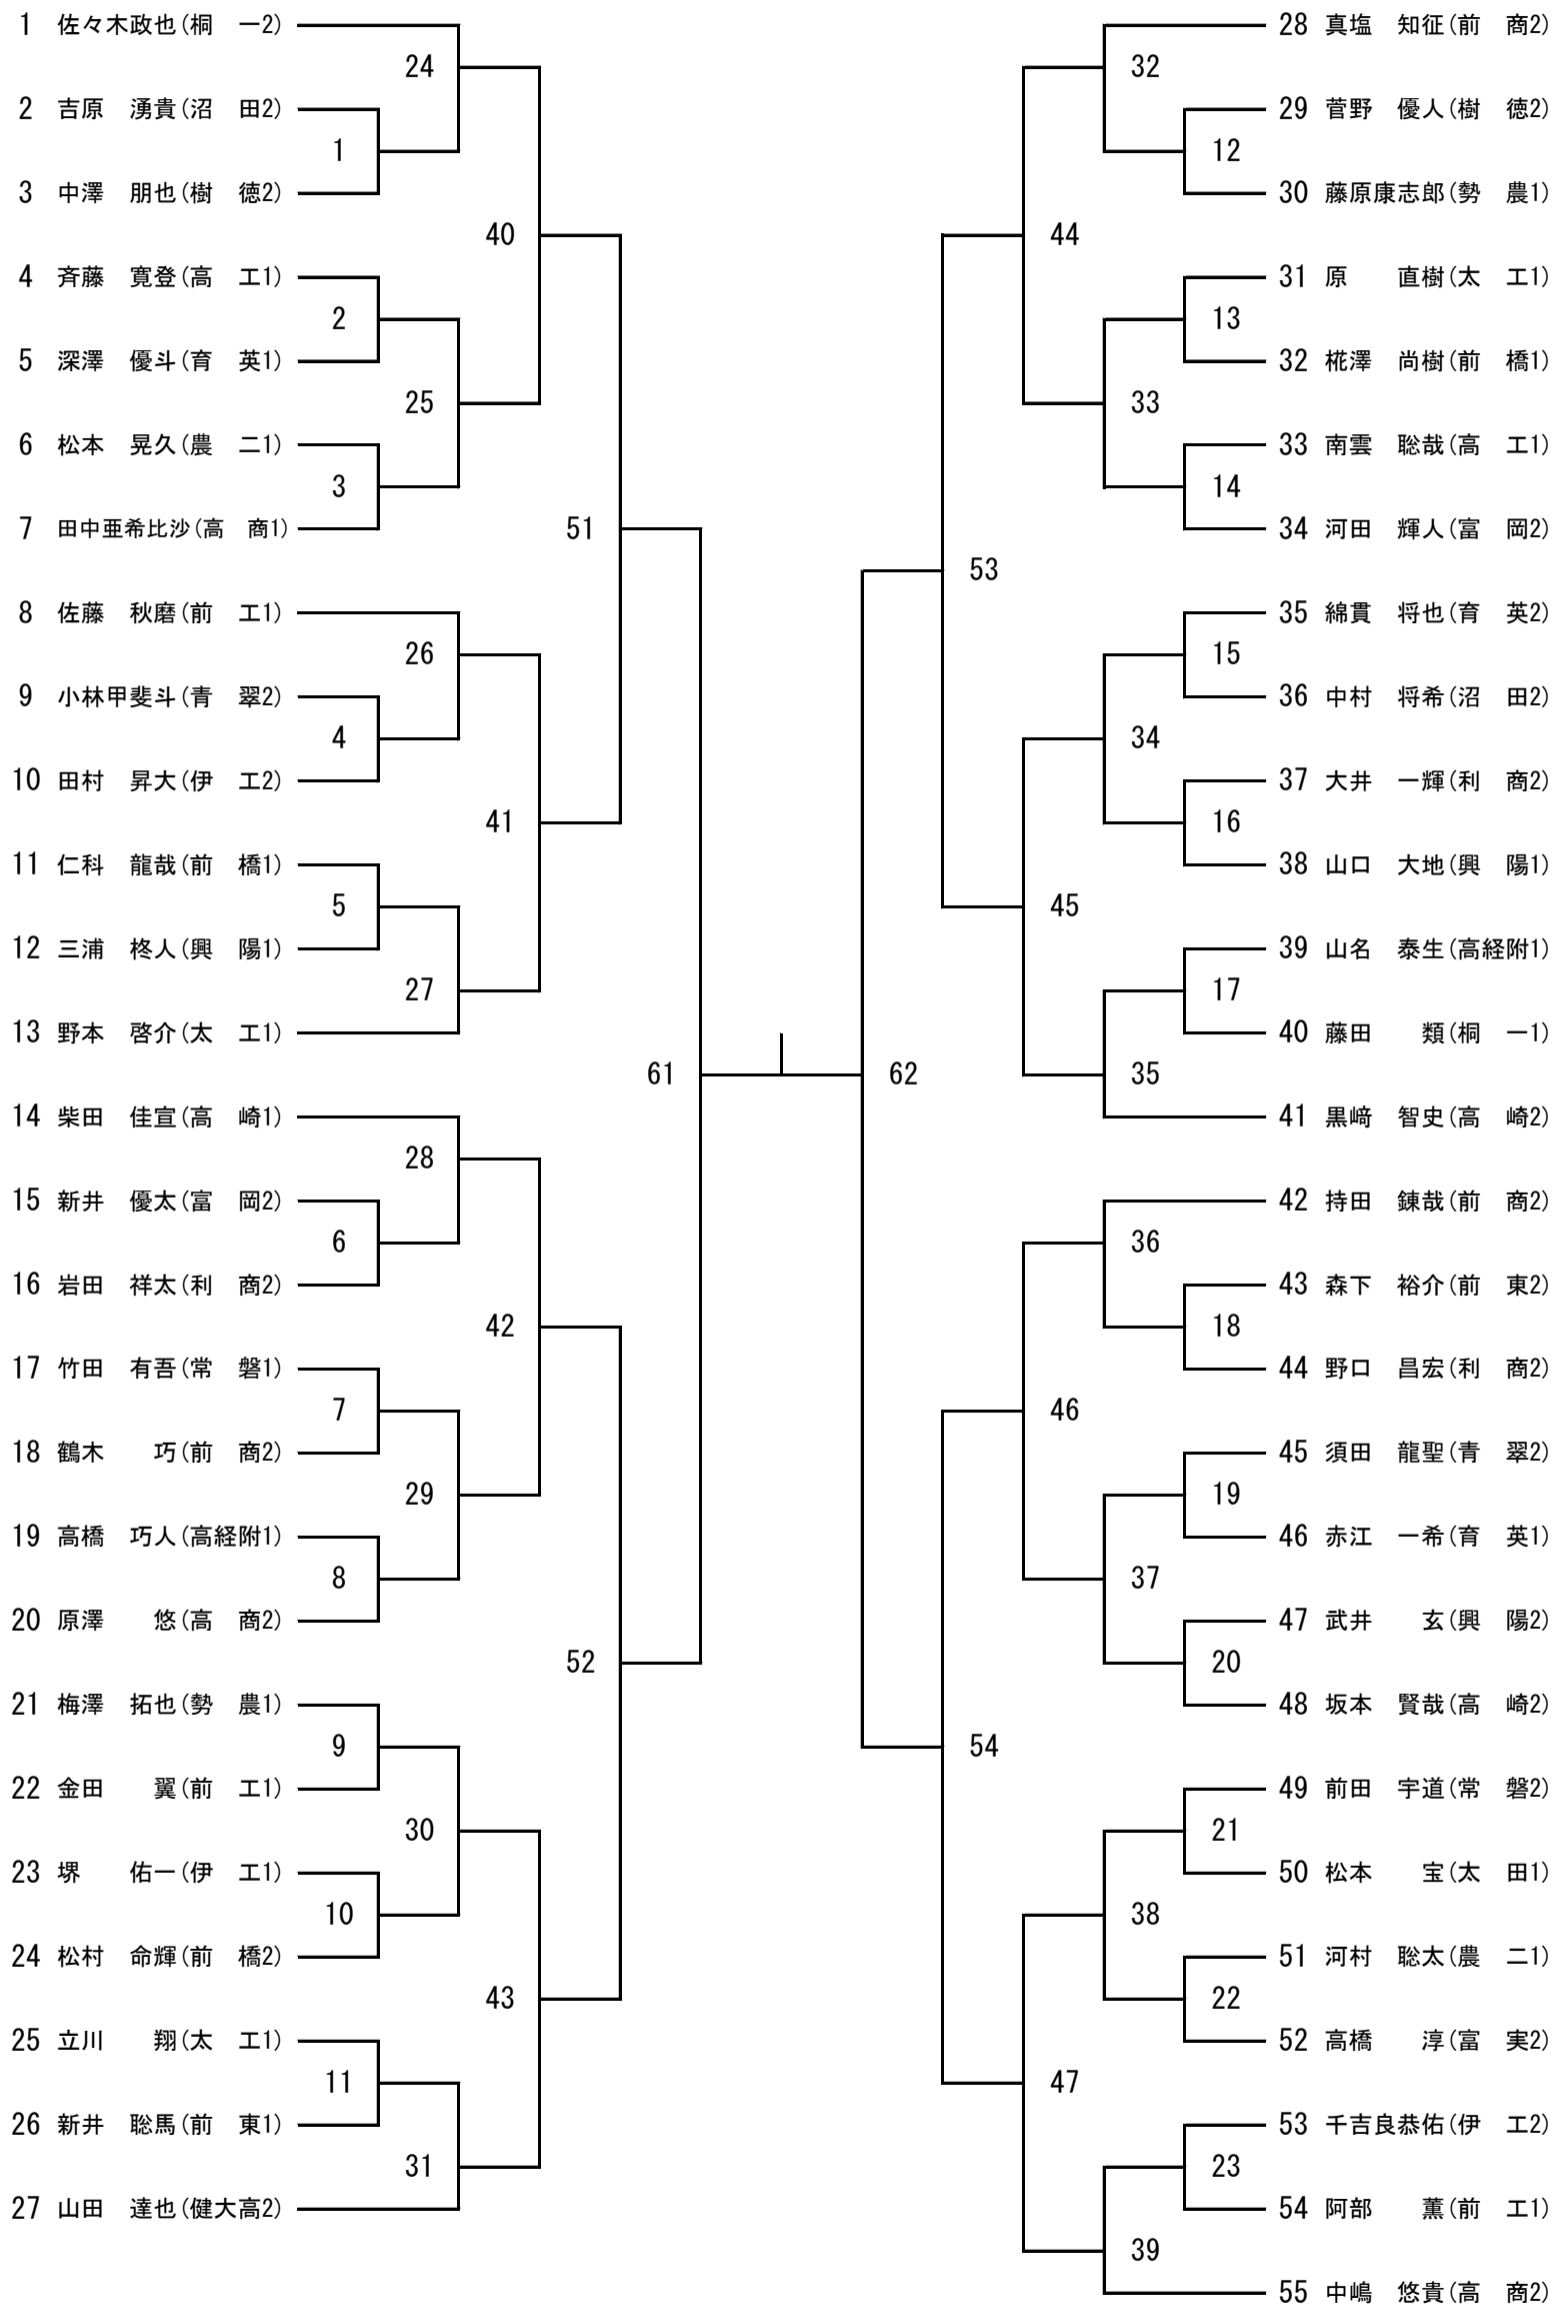 1 佐々木政也(桐　一2)
24
2 吉原　湧貴(沼　田2)
1
3 中澤　朋也(樹　徳2)
40
4 斉藤　寛登(高　工1)
2
5 深澤　優斗(育　英1)
25
6 松本　晃久(農　二1)
3
7 田中亜希比沙(高　商1)
51
8 佐藤　秋磨(前　工1)
26
9 小林甲斐斗(青　翠2)
4
10 田村　昇大(伊　工2)
41
11 仁科　龍哉(前　橋1)
5
12 三浦　柊人(興　陽1)
27
13 野本　啓介(太　工1)
61
14 柴田　佳宣(高　崎1)
28
15 新井　優太(富　岡2)
6
16 岩田　祥太(利　商2)
42
17 竹田　有吾(常　磐1)
7
18 鶴木　　巧(前　商2)
29
19 高橋　巧人(高経附1)
8
20 原澤　　悠(高　商2)
52
21 梅澤　拓也(勢　農1)
9
22 金田　　翼(前　工1)
30
23 堺　　佑一(伊　工1)
10
24 松村　命輝(前　橋2)
43
25 立川　　翔(太　工1)
11
26 新井　聡馬(前　東1)
31
27 山田　達也(健大高2)
28 真塩　知征(前　商2)
32
29 菅野　優人(樹　徳2)
12
30 藤原康志郎(勢　農1)
44
31 原　　直樹(太　工1)
13
32 椛澤　尚樹(前　橋1)
33
33 南雲　聡哉(高　工1)
14
34 河田　輝人(富　岡2)
53
35 綿貫　将也(育　英2)
15
36 中村　将希(沼　田2)
34
37 大井　一輝(利　商2)
16
38 山口　大地(興　陽1)
45
39 山名　泰生(高経附1)
17
40 藤田　　類(桐　一1)
62
35
41 黒﨑　智史(高　崎2)
42 持田　錬哉(前　商2)
36
43 森下　裕介(前　東2)
18
44 野口　昌宏(利　商2)
46
45 須田　龍聖(青　翠2)
19
46 赤江　一希(育　英1)
37
47 武井　　玄(興　陽2)
20
48 坂本　賢哉(高　崎2)
54
49 前田　宇道(常　磐2)
21
50 松本　　宝(太　田1)
38
51 河村　聡太(農　二1)
22
52 高橋　　淳(富　実2)
47
53 千吉良恭佑(伊　工2)
23
54 阿部　　薫(前　工1)
39
55 中嶋　悠貴(高　商2)